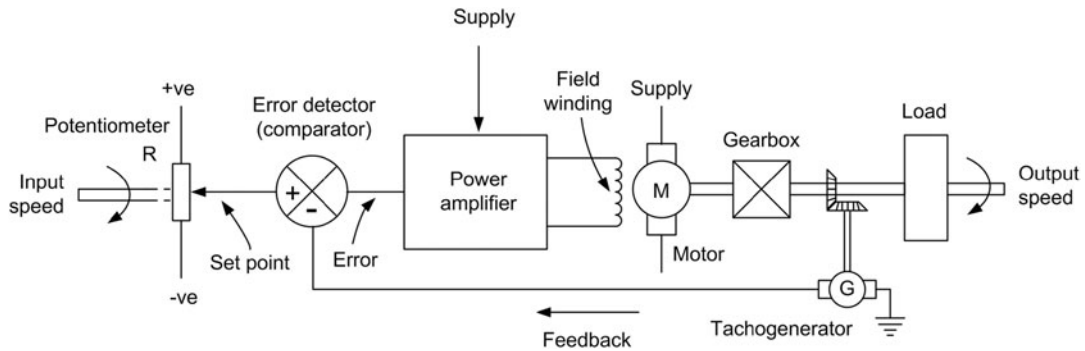 Supply
+ve
Potentiometer
R
Input
speed
-ve
Set point
Error detector
(comparator)
+
-
Error
Power
amplifier
Field
winding
Supply
M
Motor
Gearbox
Load
Output
speed
G
Tachogenerator
Feedback